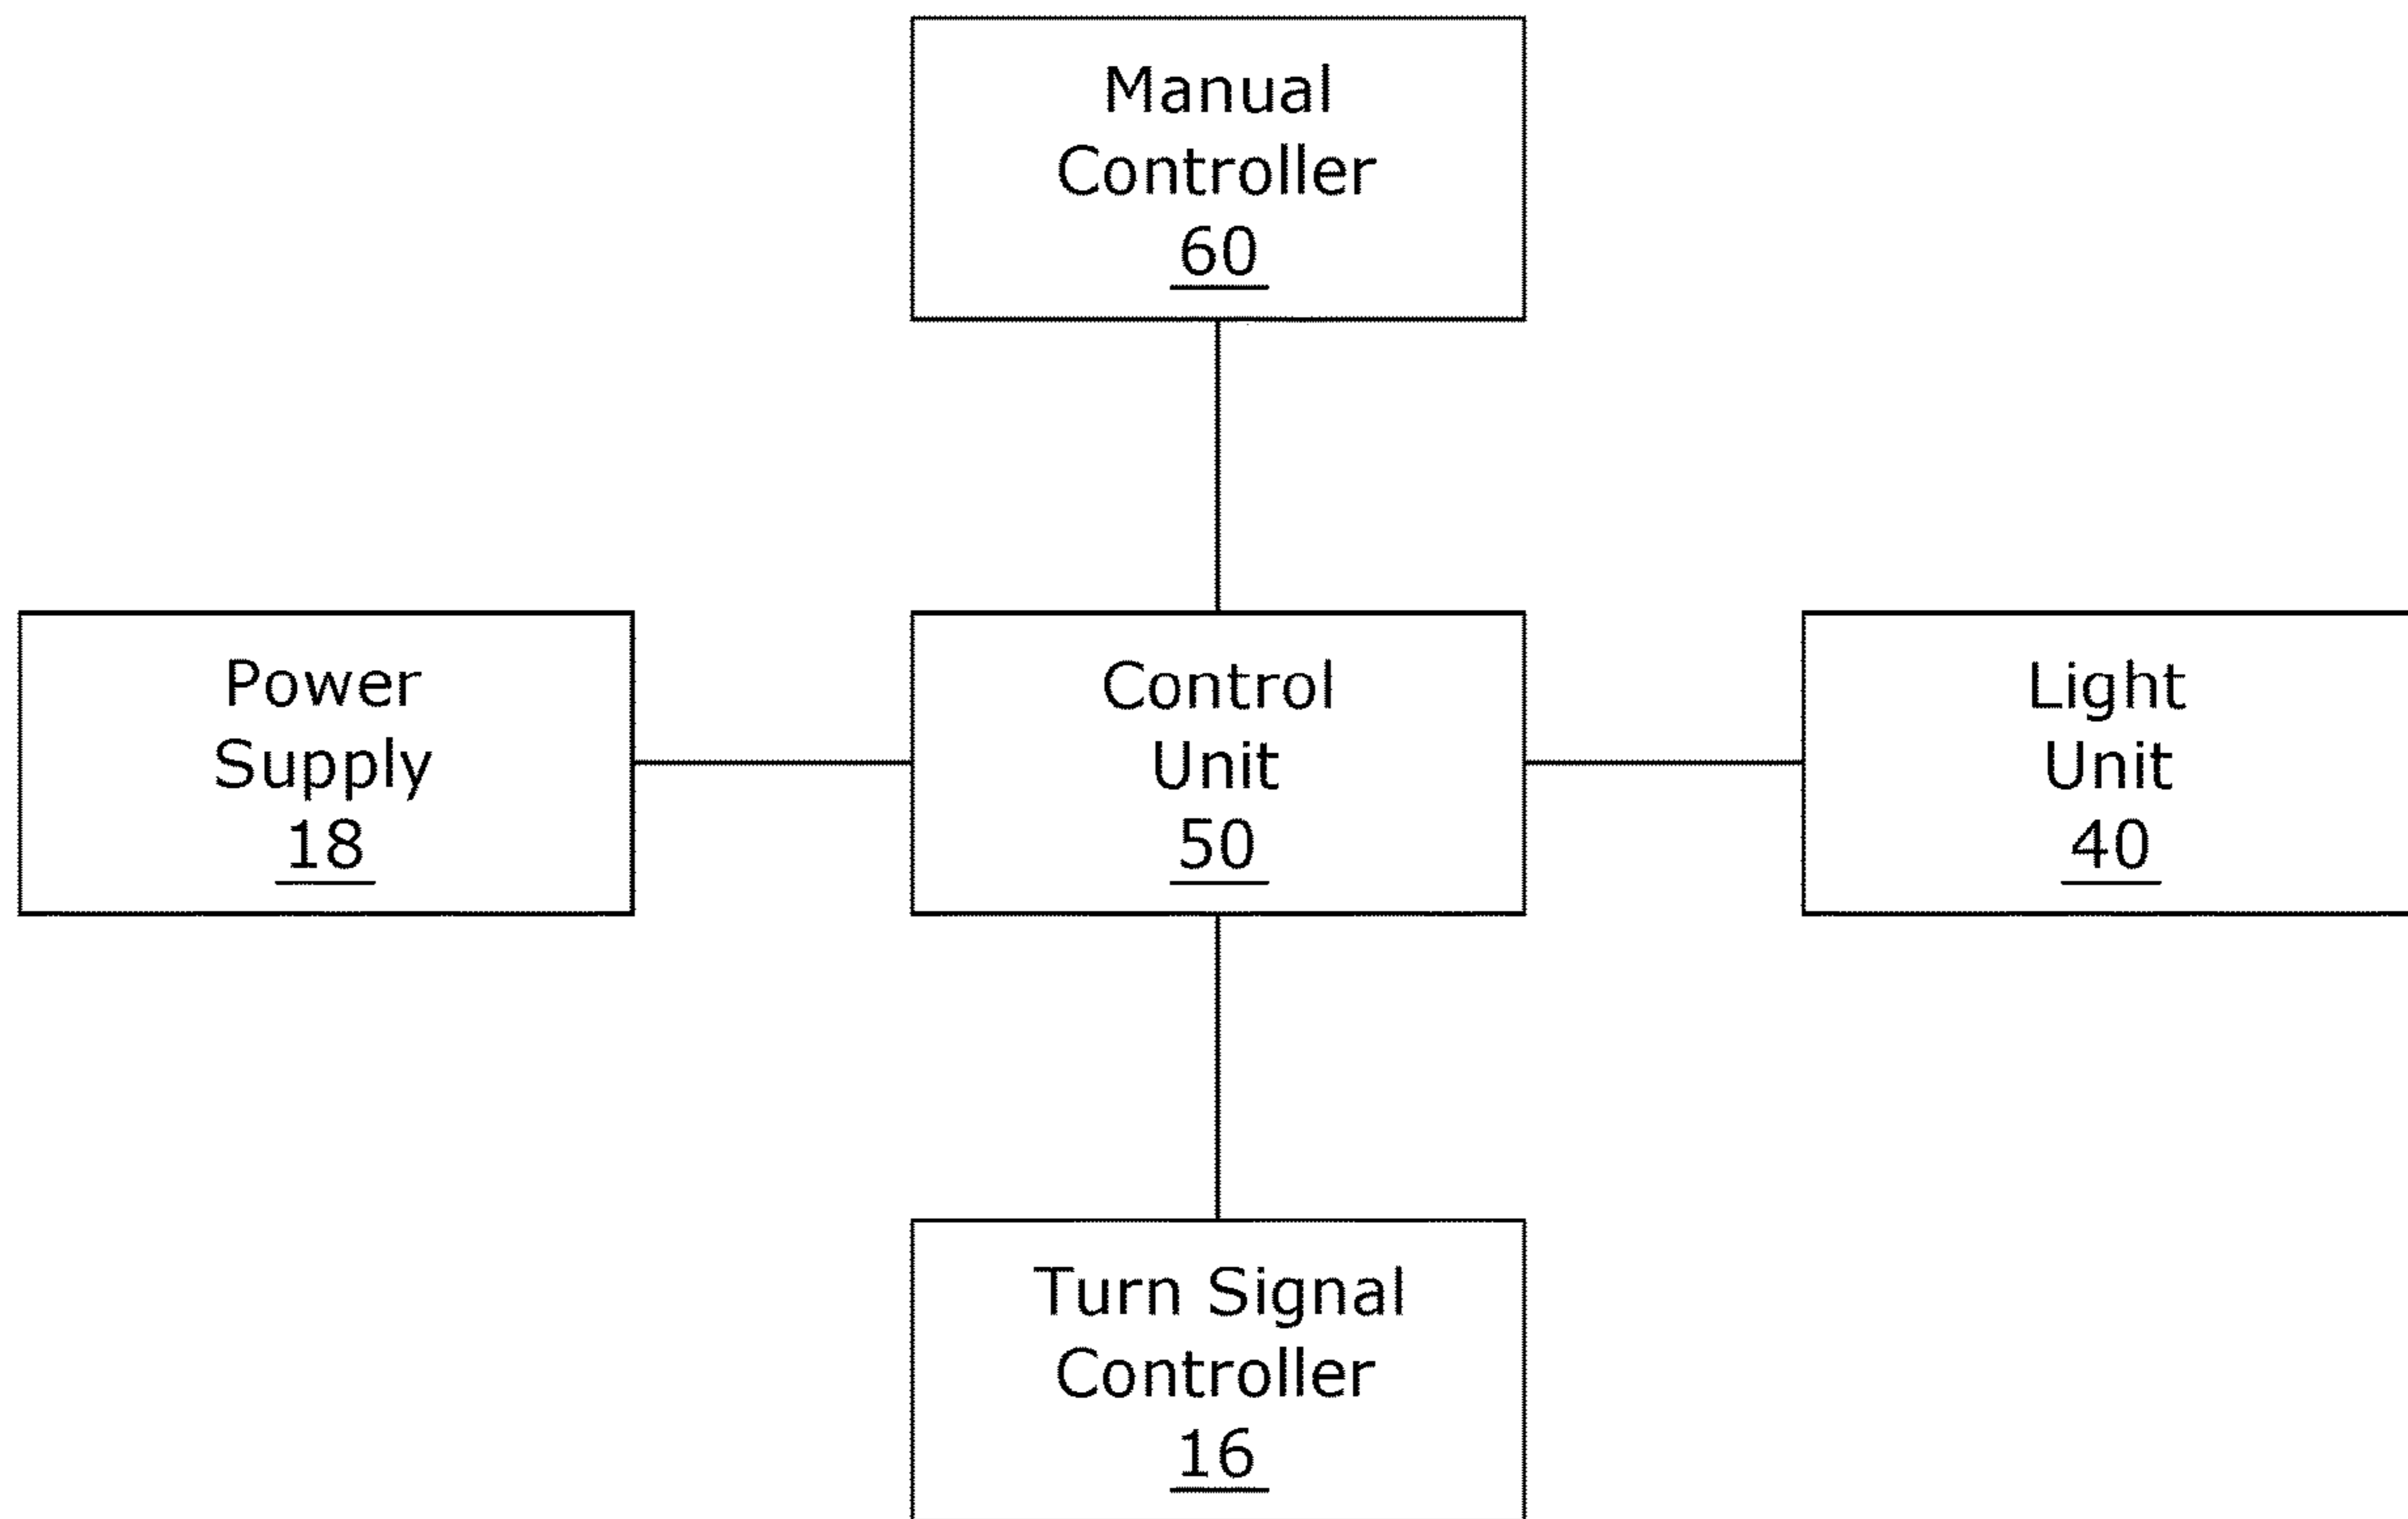 Manual
Controller
60
Power
Supply
18
Control
Unit
50
Light
Unit
40
Turn Signal
Controller
16